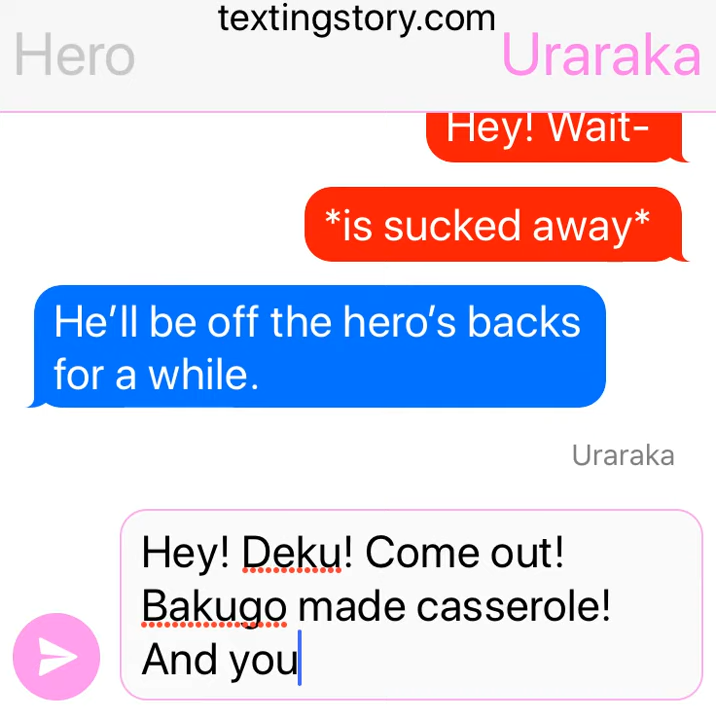 textingstory.com
Hero
Uraraka
Hey! Wait-
*is sucked away*
He’ll be off the hero’s backs
for a while.
Uraraka
Hey! Deku! Come out!
Bakugo made casserole!
And you